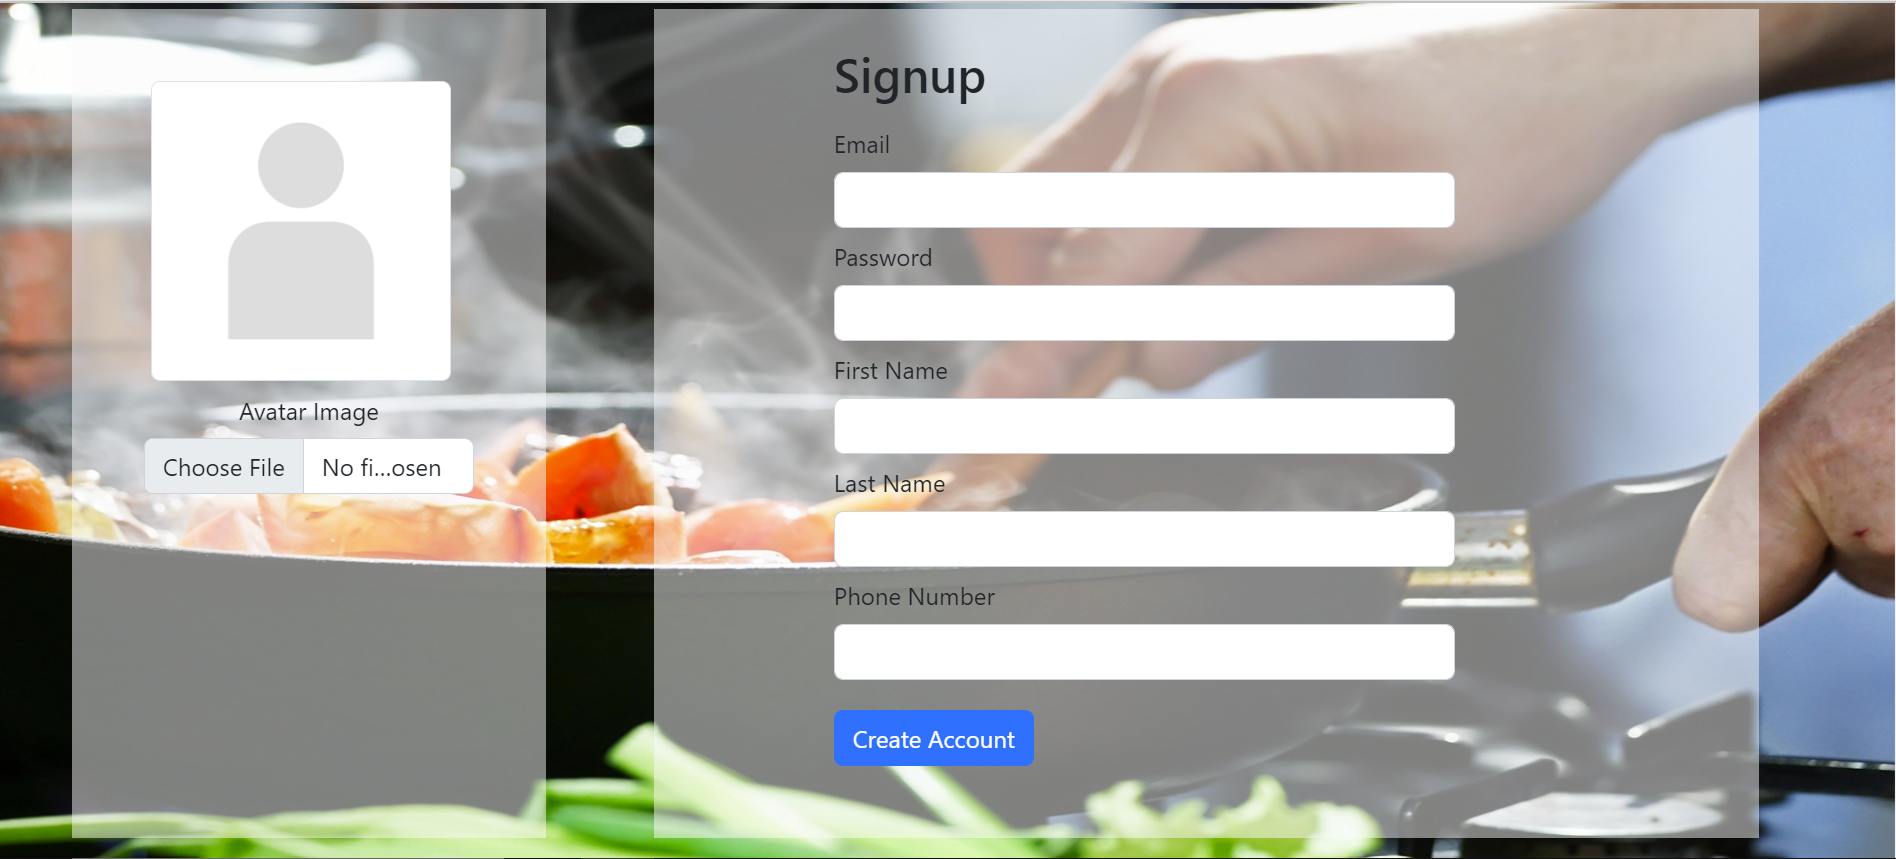 Avatar Image
Choose File No fi...osen
Signup
Email
Password
First Name
Last Name
Phone Number
Create Account